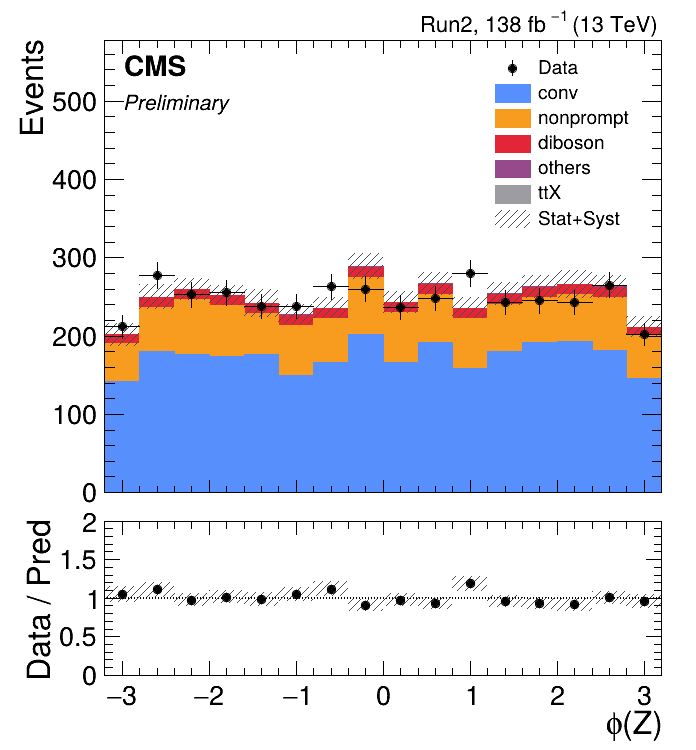 Run2, 138 fb⁻¹ (13 TeV)
CMS
Preliminary
Events
500
400
300
200
100
0
Data
conv
nonprompt
diboson
others
ttX
Stat+Syst
Data / Pred
2
1.5
1
0.5
0
−3 −2 −1 0 1 2 3
ϕ(Z)